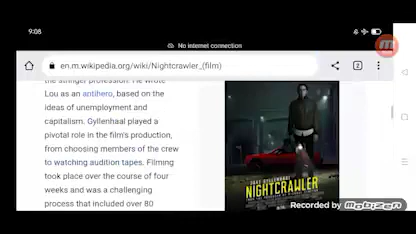 9:08
No internet connection
en.m.wikipedia.org/wiki/Nightcrawler_(film)
2
the stringer profession. He wrote
Lou as an antihero, based on the
ideas of unemployment and
capitalism. Gyllenhaal played a
pivotal role in the film's production,
from choosing members of the crew
to watching audition tapes. Filming
took place over the course of four
weeks and was a challenging
process that included over 80
JAKE GYLLENHAAL
NIGHTCRAWLER
Recorded by mobizen